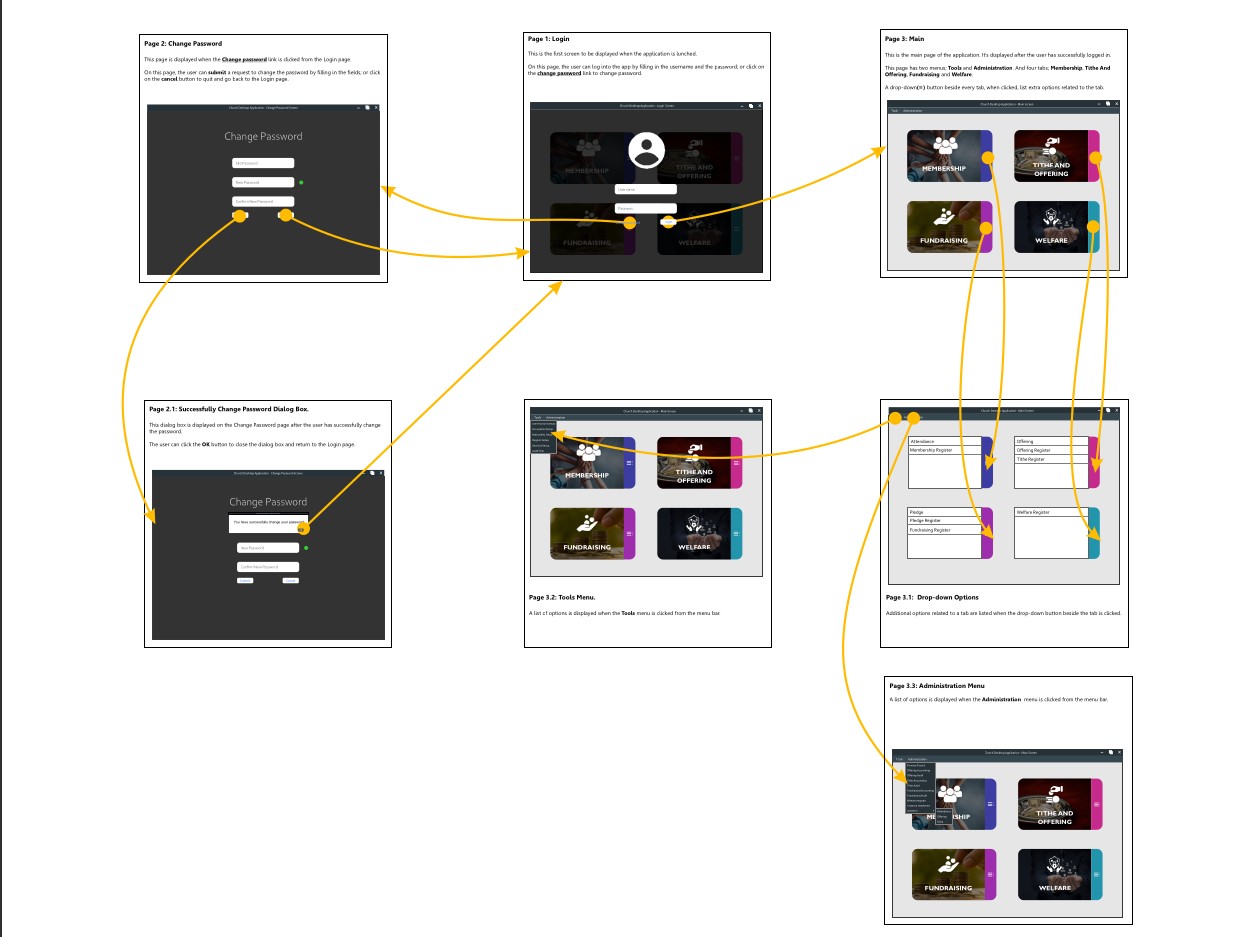 Page 2: Change Password
This page is displayed when the Change password link is clicked from the Login page.
On this page, the user can submit a request to change the password by filling in the fields; or click
on the cancel button to quit and go back to the Login page.
Church Desktop Application - Change Password Screen
Change Password
New Password
Confirm New Password
Page 1: Login
This is the first screen to be displayed when the application is lunched.
On this page, the user can log into the app by filling in the username and the password; or click on
the change password link to change password.
Church Desktop Application - Login Screen
MEMBERSHIP
TITHE AND
OFFERING
Username
Password
FUNDRAISING
WELFARE
Page 3: Main
This is the main page of the application. It's displayed after the user has successfully logged in.
This page has two menus; Tools and Administration. And four tabs; Membership, Tithe And
Offering, Fundraising and Welfare.
A drop-down(≡) button beside every tab, when clicked, list extra options related to the tab.
Church Desktop Application - Main Screen
Tools Administration
MEMBERSHIP
TITHE AND
OFFERING
FUNDRAISING
WELFARE
Page 2.1: Successfully Change Password Dialog Box.
This dialog box is displayed on the Change Password page after the user has successfully change
the password.
The user can click the OK button to close the dialog box and return to the Login page.
Church Desktop Application - Change Password Screen
Change Password
You have successfully change your password
New Password
Confirm New Password
Submit
Cancel
Church Desktop Application - Main Screen
Tools Administration
MEMBERSHIP
TITHE AND
OFFERING
FUNDRAISING
WELFARE
Page 3.2: Tools Menu.
A list of options is displayed when the Tools menu is clicked from the menu bar.
Church Desktop Application - Main Screen
Attendance
Membership Register
Offering
Offering Register
Tithe Register
Pledge
Pledge Register
Fundraising Register
Welfare Register
Page 3.1: Drop-down Options
Additional options related to a tab are listed when the drop-down button beside the tab is clicked.
Page 3.3: Administration Menu
A list of options is displayed when the Administration menu is clicked from the menu bar.
Church Desktop Application - Main Screen
Tools Administration
TITHE AND
OFFERING
FUNDRAISING
WELFARE